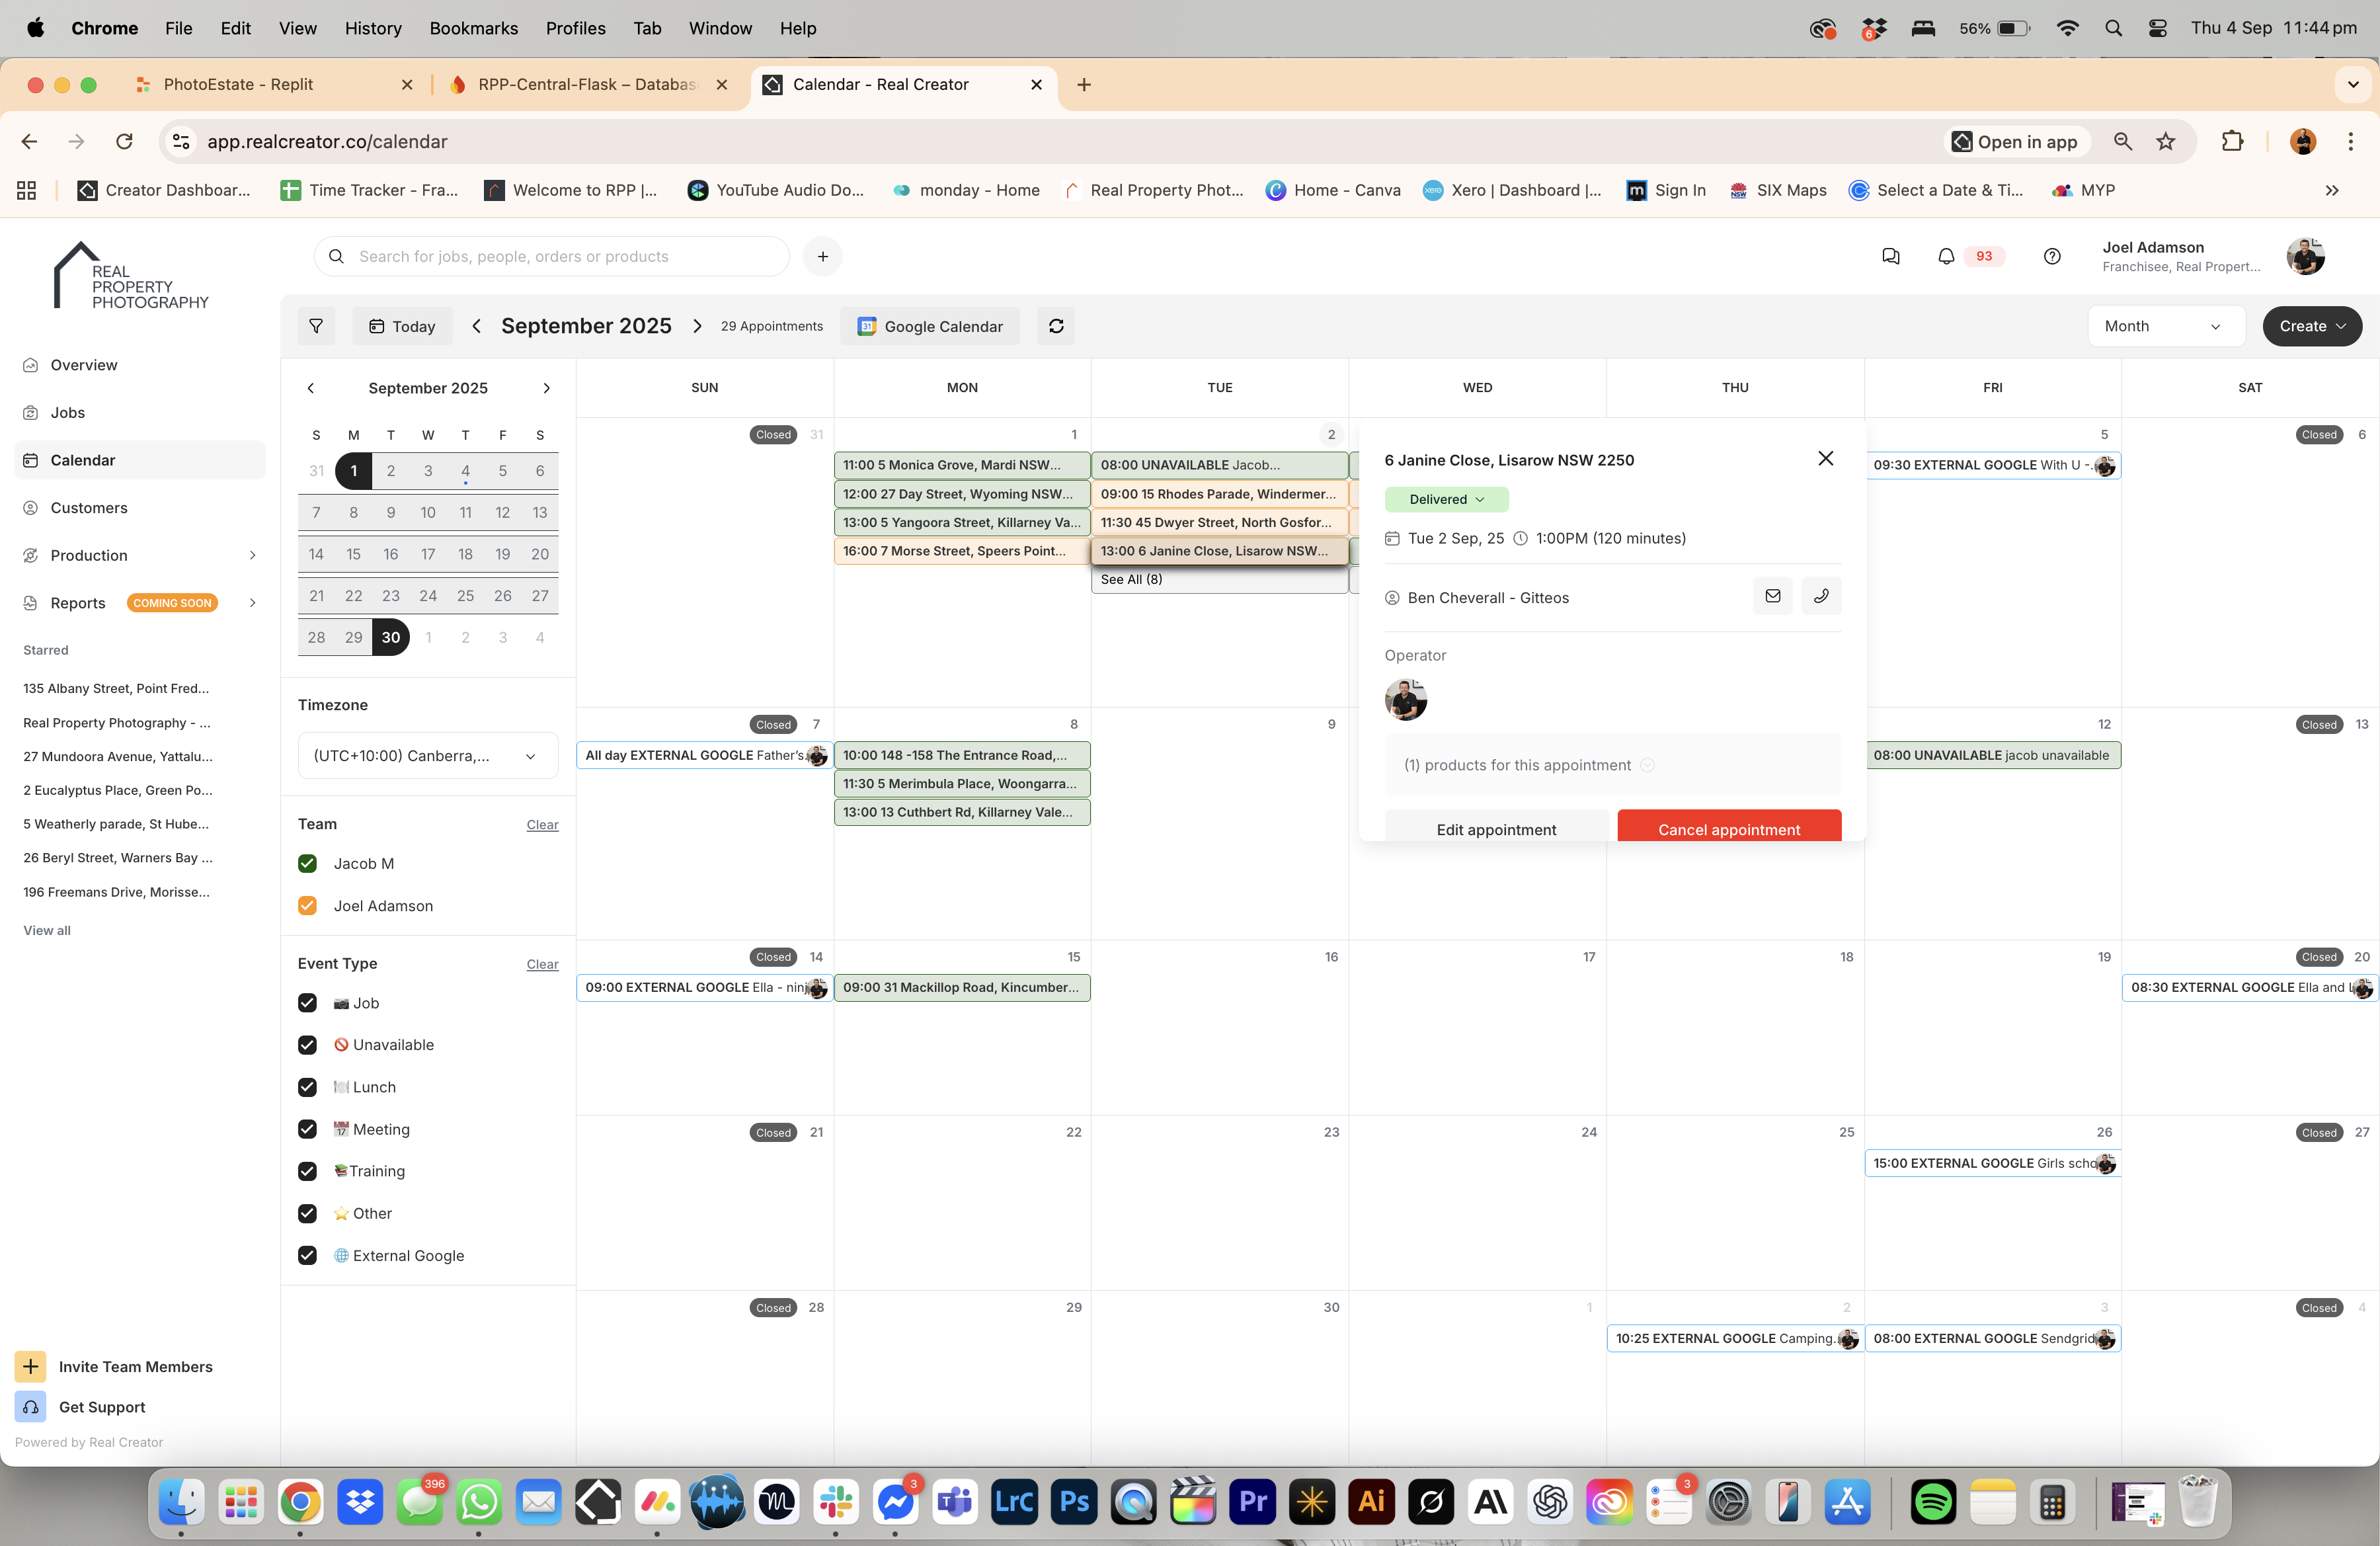 Chrome File Edit View History Bookmarks Profiles Tab Window Help 6 56% Thu 4 Sep 11:44 pm
PhotoEstate - Replit
RPP-Central-Flask – Databas
Calendar - Real Creator
app.realcreator.co/calendar
Open in app
Creator Dashboar...
Time Tracker - Fra...
Welcome to RPP |...
YouTube Audio Do...
monday - Home
Real Property Phot...
Home - Canva
Xero | Dashboard |...
Sign In
SIX Maps
Select a Date & Ti...
MYP
REAL
PROPERTY
PHOTOGRAPHY
Search for jobs, people, orders or products
93
Joel Adamson
Franchisee, Real Propert...
Today
September 2025
29 Appointments
31 Google Calendar
Month
Create
Overview
Jobs
Calendar
Customers
Production
Reports COMING SOON
Starred
135 Albany Street, Point Fred...
Real Property Photography - ...
27 Mundoora Avenue, Yattalu...
2 Eucalyptus Place, Green Po...
5 Weatherly parade, St Hube...
26 Beryl Street, Warners Bay ...
196 Freemans Drive, Morisse...
View all
Invite Team Members
Get Support
Powered by Real Creator
September 2025
S M T W T F S
31 1 2 3 4 5 6
7 8 9 10 11 12 13
14 15 16 17 18 19 20
21 22 23 24 25 26 27
28 29 30 1 2 3 4
Timezone
(UTC+10:00) Canberra,...
Team Clear
Jacob M
Joel Adamson
Event Type Clear
Job
Unavailable
Lunch
17 Meeting
Training
Other
External Google
SUN MON TUE WED THU FRI SAT
Closed 31
1
11:00 5 Monica Grove, Mardi NSW...
12:00 27 Day Street, Wyoming NSW...
13:00 5 Yangoora Street, Killarney Va...
16:00 7 Morse Street, Speers Point...
2
08:00 UNAVAILABLE Jacob...
09:00 15 Rhodes Parade, Windermer...
11:30 45 Dwyer Street, North Gosfor...
13:00 6 Janine Close, Lisarow NSW...
See All (8)
6 Janine Close, Lisarow NSW 2250
Delivered
Tue 2 Sep, 25 1:00PM (120 minutes)
Ben Cheverall - Gitteos
Operator
(1) products for this appointment
Edit appointment
Cancel appointment
5
09:30 EXTERNAL GOOGLE With U -.
Closed 6
Closed 7
All day EXTERNAL GOOGLE Father's.
8
10:00 148 -158 The Entrance Road,...
11:30 5 Merimbula Place, Woongarra...
13:00 13 Cuthbert Rd, Killarney Vale...
9
12
08:00 UNAVAILABLE jacob unavailable
Closed 13
Closed 14
09:00 EXTERNAL GOOGLE Ella - ninj
15
09:00 31 Mackillop Road, Kincumber...
16
17
18
19
Closed 20
08:30 EXTERNAL GOOGLE Ella and
Closed 21
22
23
24
25
26
15:00 EXTERNAL GOOGLE Girls scho
Closed 27
Closed 28
29
30
1
2
10:25 EXTERNAL GOOGLE Camping.
3
08:00 EXTERNAL GOOGLE Sendgrid
Closed 4
396
3
LrC
Ps
Pr
Ai
3